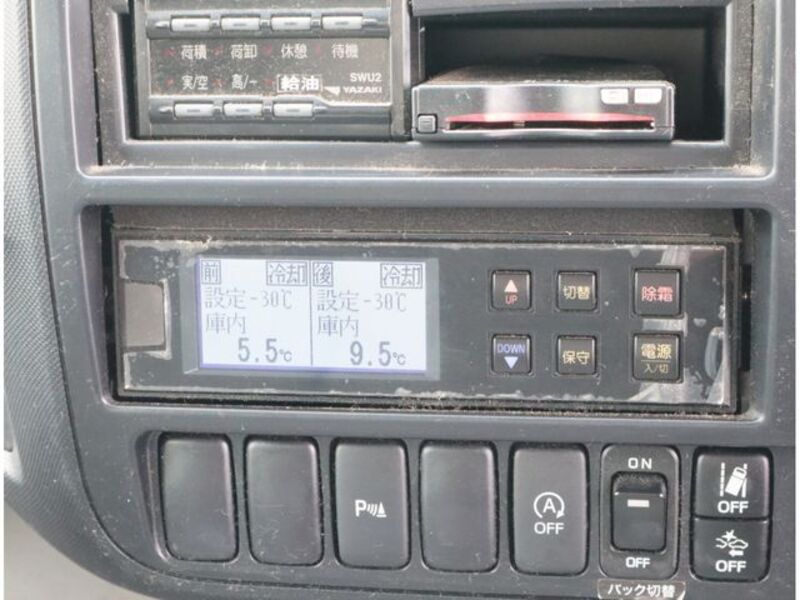 荷積 荷卸 休憩 待機
実/空 高/一 給油 SWU2
YAZAKI
前 冷却 後 冷却
設定-30℃ 設定-30℃
庫内 庫内
5.5℃ 9.5℃
UP 切替 除霜
DOWN 保守 電源
入/切
ON
P A
OFF OFF
OFF OFF
バック切替